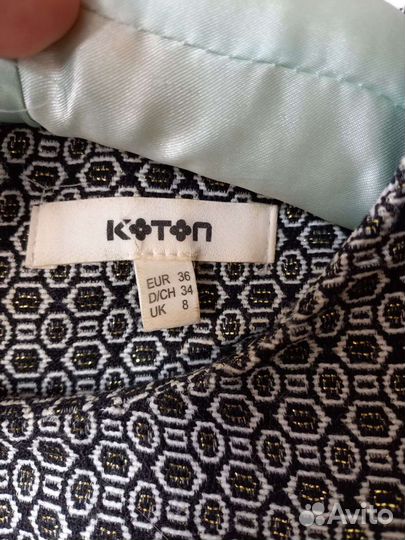 KOTON
EUR 36
D/CH 34
UK 8
Avito